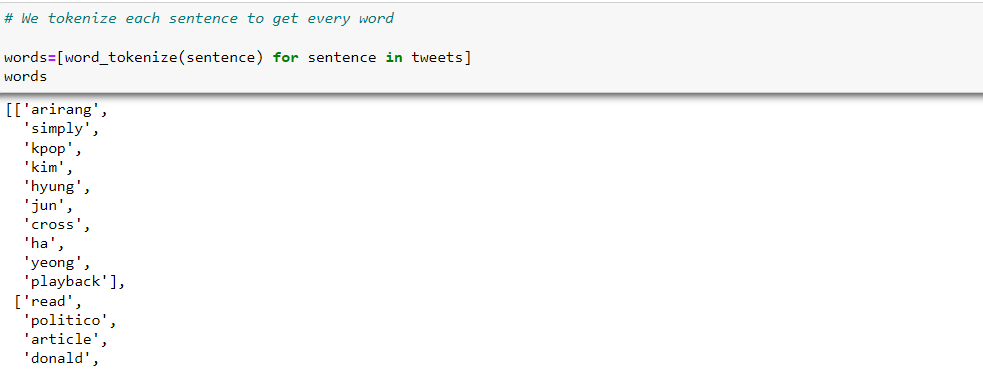 # We tokenize each sentence to get every word
words=[word_tokenize(sentence) for sentence in tweets]
words
[['arirang',
'simply',
'kpop',
'kim',
'hyung',
'jun',
'cross',
'ha',
'yeong',
'playback'],
['read',
'politico',
'article',
'donald',